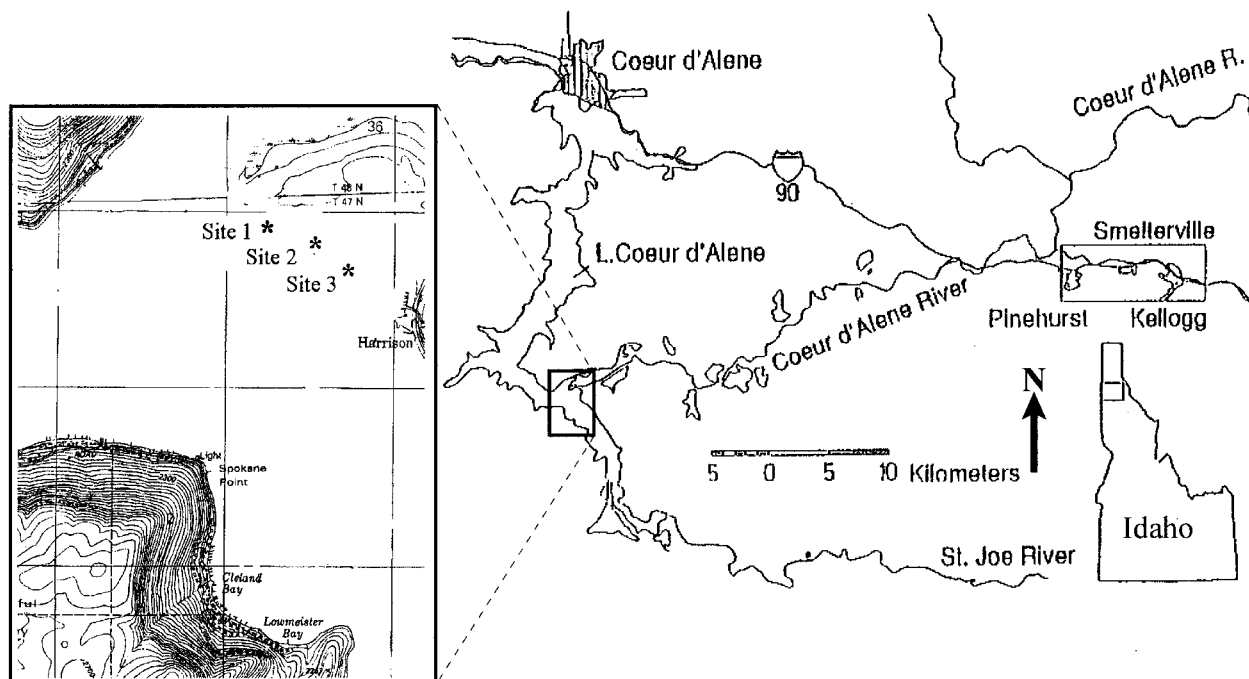 36
T 48 N
T 47 N
Site 1 *
Site 2 *
Site 3 *
Harrison
Light
Spokane
Point
Cleland
Bay
Lowmeister
Bay
Coeur d'Alene
Coeur d'Alene R.
90
L.Coeur d'Alene
Smelterville
Coeur d'Alene River
Pinehurst
Kellogg
N
5 0 5 10 Kilometers
St. Joe River
Idaho